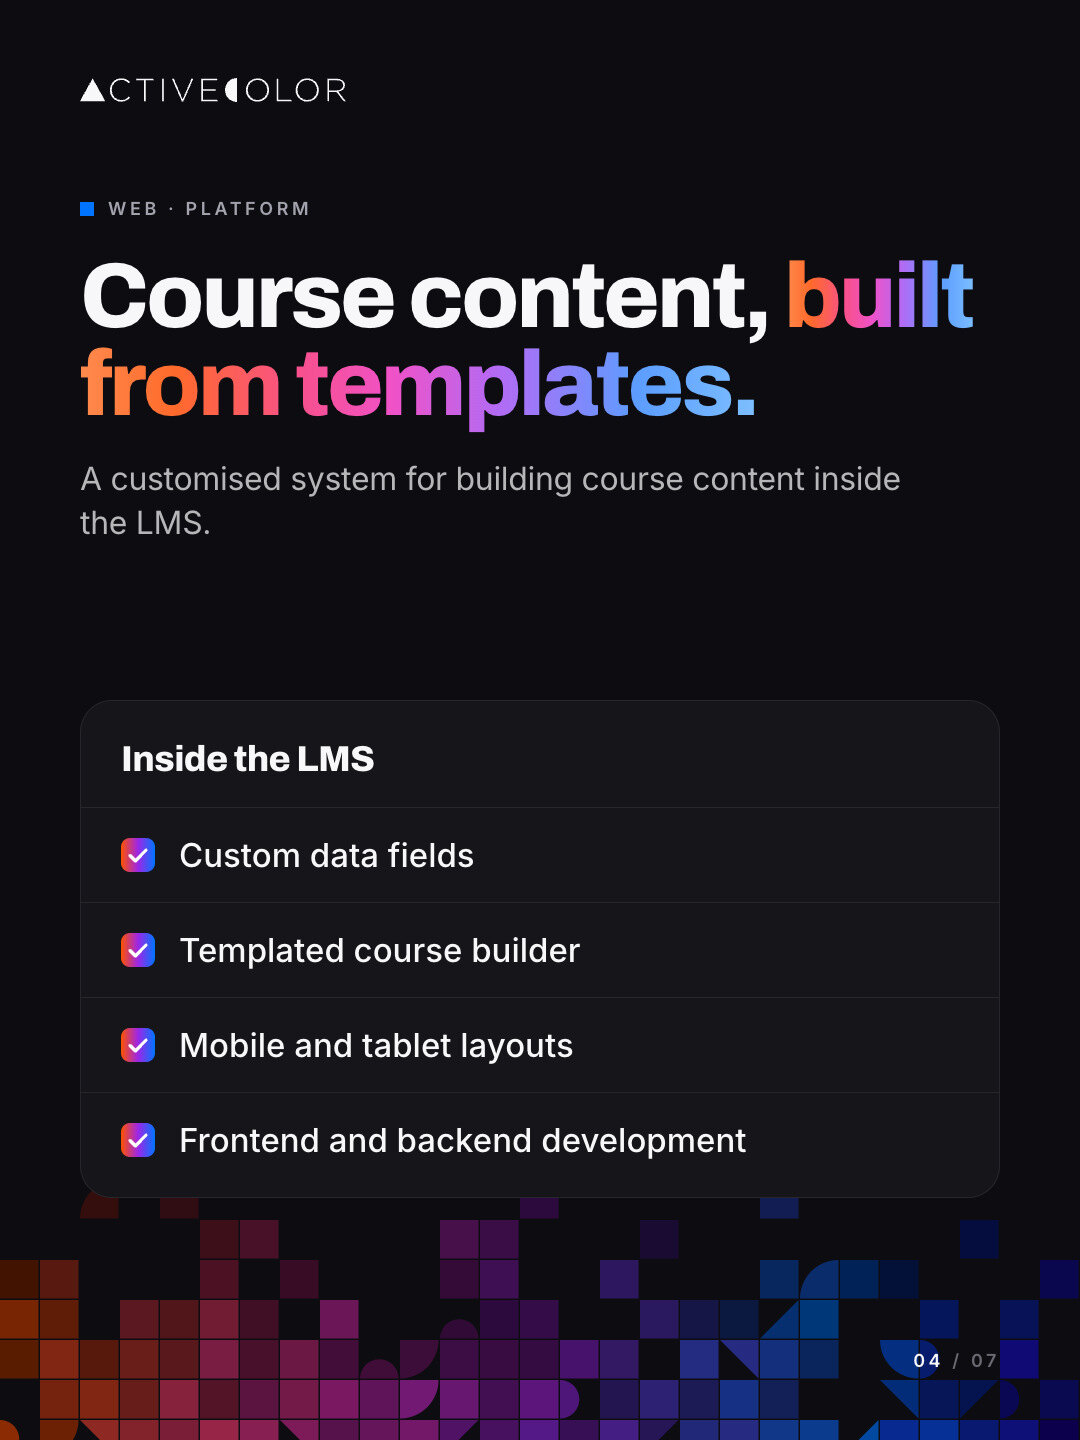 ACTIVECOLOR
WEB · PLATFORM
Course content, built
from templates.
A customised system for building course content inside
the LMS.
Inside the LMS
Custom data fields
Templated course builder
Mobile and tablet layouts
Frontend and backend development
04 / 07